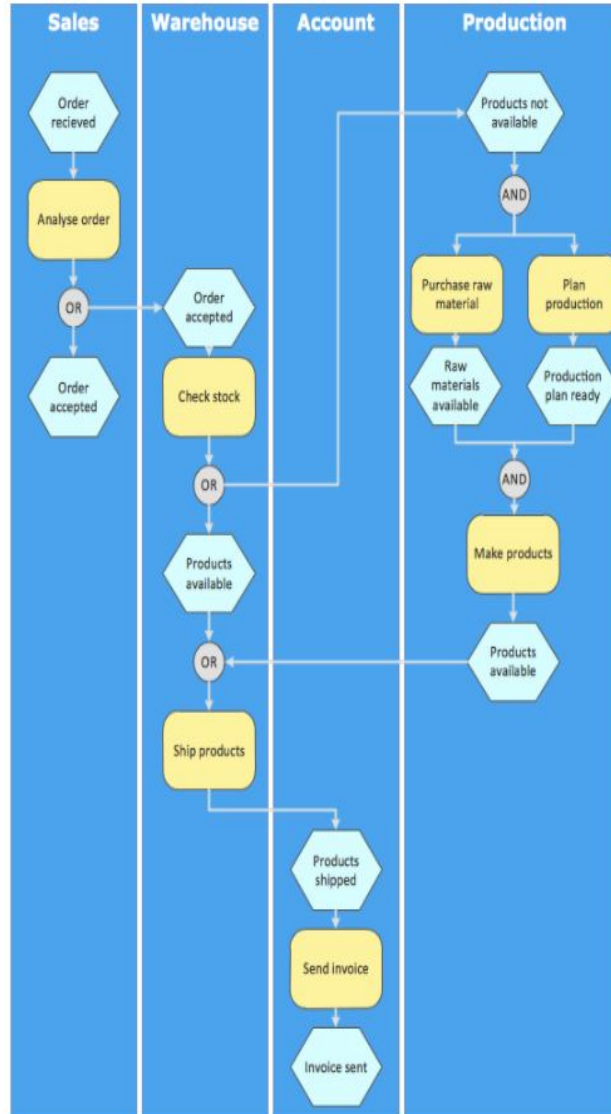 Sales
Warehouse
Account
Production
Order
recieved
Analyse order
OR
Order
accepted
Order
accepted
Check stock
OR
Products
available
OR
Ship products
Products
shipped
Send invoice
Invoice sent
Products not
available
AND
Purchase raw
material
Plan
production
Raw
materials
available
Production
plan ready
AND
Make products
Products
available